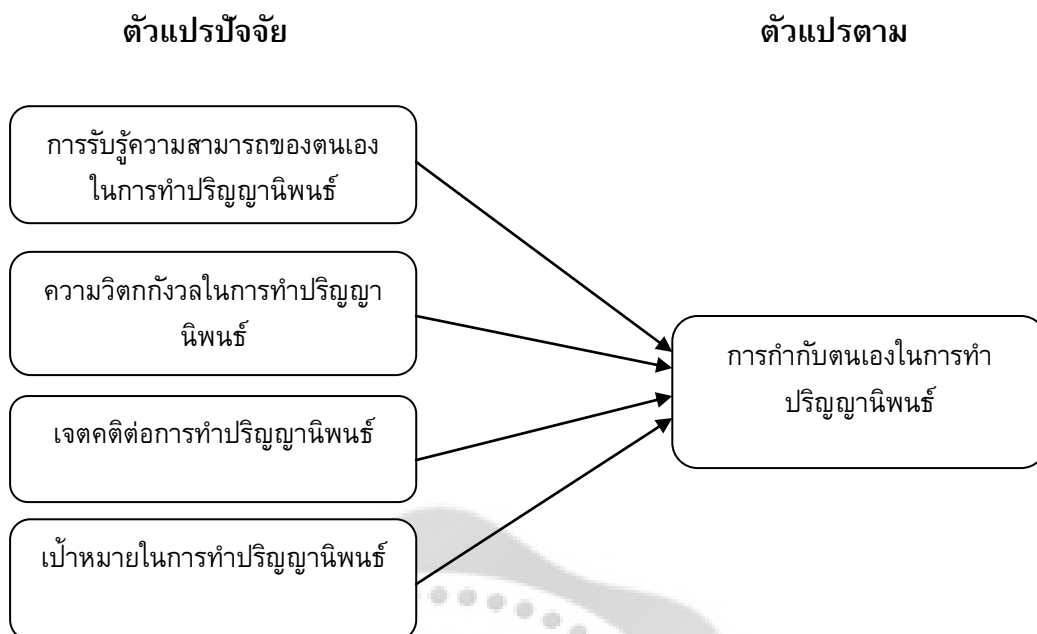 ตัวแปรปัจจัย
ตัวแปรตาม
การรับรู้ความสามารถของตนเอง
ในการทำปริญญานิพนธ์
ความวิตกกังวลในการทำปริญญา
นิพนธ์
เจตคติต่อการทำปริญญานิพนธ์
เป้าหมายในการทำปริญญานิพนธ์
การกำกับตนเองในการทำ
ปริญญานิพนธ์